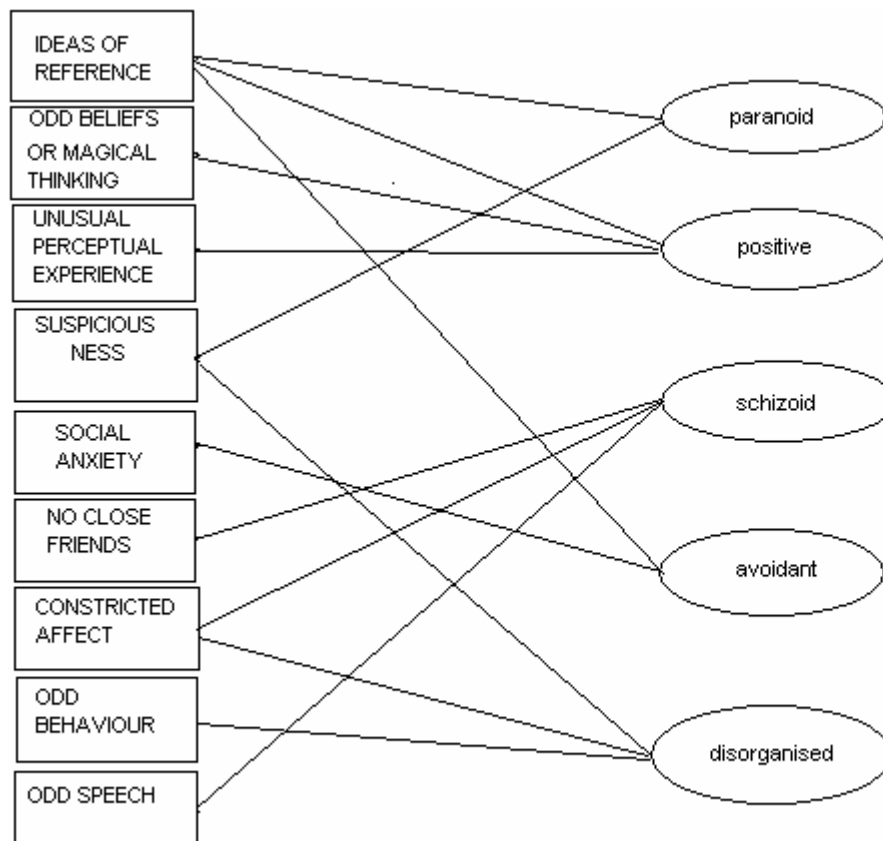 IDEAS OF
REFERENCE
ODD BELIEFS
OR MAGICAL
THINKING
UNUSUAL
PERCEPTUAL
EXPERIENCE
SUSPICIOUS
NESS
SOCIAL
ANXIETY
NO CLOSE
FRIENDS
CONSTRICTED
AFFECT
ODD
BEHAVIOUR
ODD SPEECH
paranoid
positive
schizoid
avoidant
disorganised